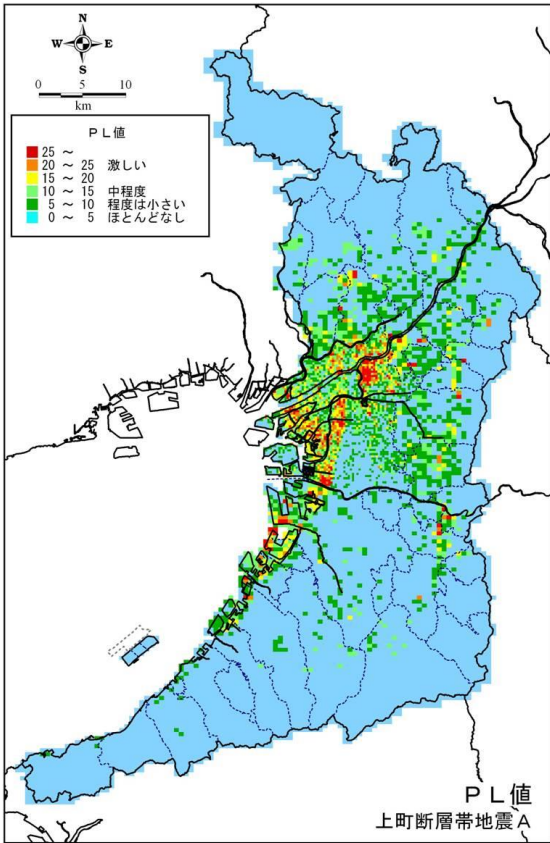 N
W E
S
0 5 10
km
PL値
25 ～
20 ～ 25 激しい
15 ～ 20
10 ～ 15 中程度
5 ～ 10 程度は小さい
0 ～ 5 ほとんどなし
PL値
上町断層帯地震A